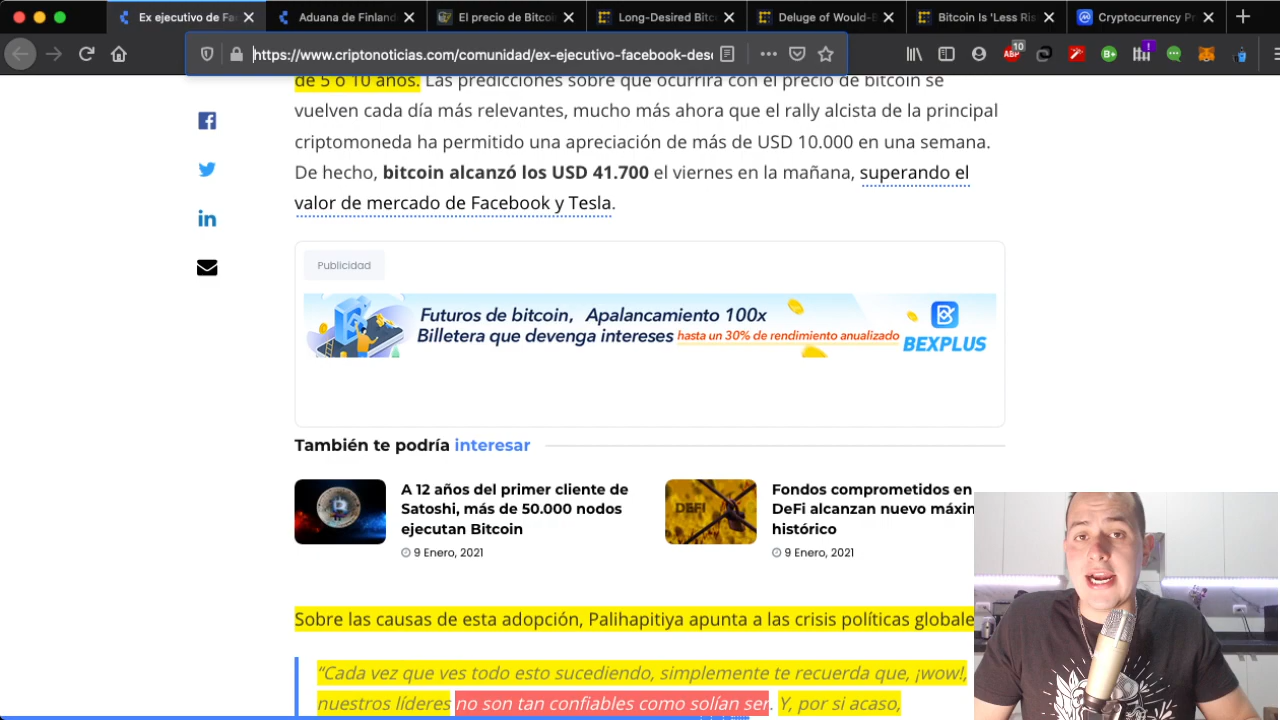 Ex ejecutivo de Fa
Aduana de Finland
El precio de Bitcoi
Long-Desired Bitc
Deluge of Would-B
Bitcoin Is 'Less Ris
Cryptocurrency Pr
https://www.criptonoticias.com/comunidad/ex-ejecutivo-facebook-des
ABP
10
de 5 o 10 años. Las predicciones sobre qué ocurrirá con el precio de bitcoin se
vuelven cada día más relevantes, mucho más ahora que el rally alcista de la principal
criptomoneda ha permitido una apreciación de más de USD 10.000 en una semana.
De hecho, bitcoin alcanzó los USD 41.700 el viernes en la mañana, superando el
valor de mercado de Facebook y Tesla.
Publicidad
Futuros de bitcoin, Apalancamiento 100x
Billetera que devenga intereses hasta un 30% de rendimiento anualizado
BEXPLUS
También te podría interesar
A 12 años del primer cliente de
Satoshi, más de 50.000 nodos
ejecutan Bitcoin
9 Enero, 2021
DEFI
Fondos comprometidos en
DeFi alcanzan nuevo máxim
histórico
9 Enero, 2021
Sobre las causas de esta adopción, Palihapitiya apunta a las crisis políticas globale
“Cada vez que ves todo esto sucediendo, simplemente te recuerda que, ¡wow!,
nuestros líderes no son tan confiables como solían ser. Y, por si acaso,